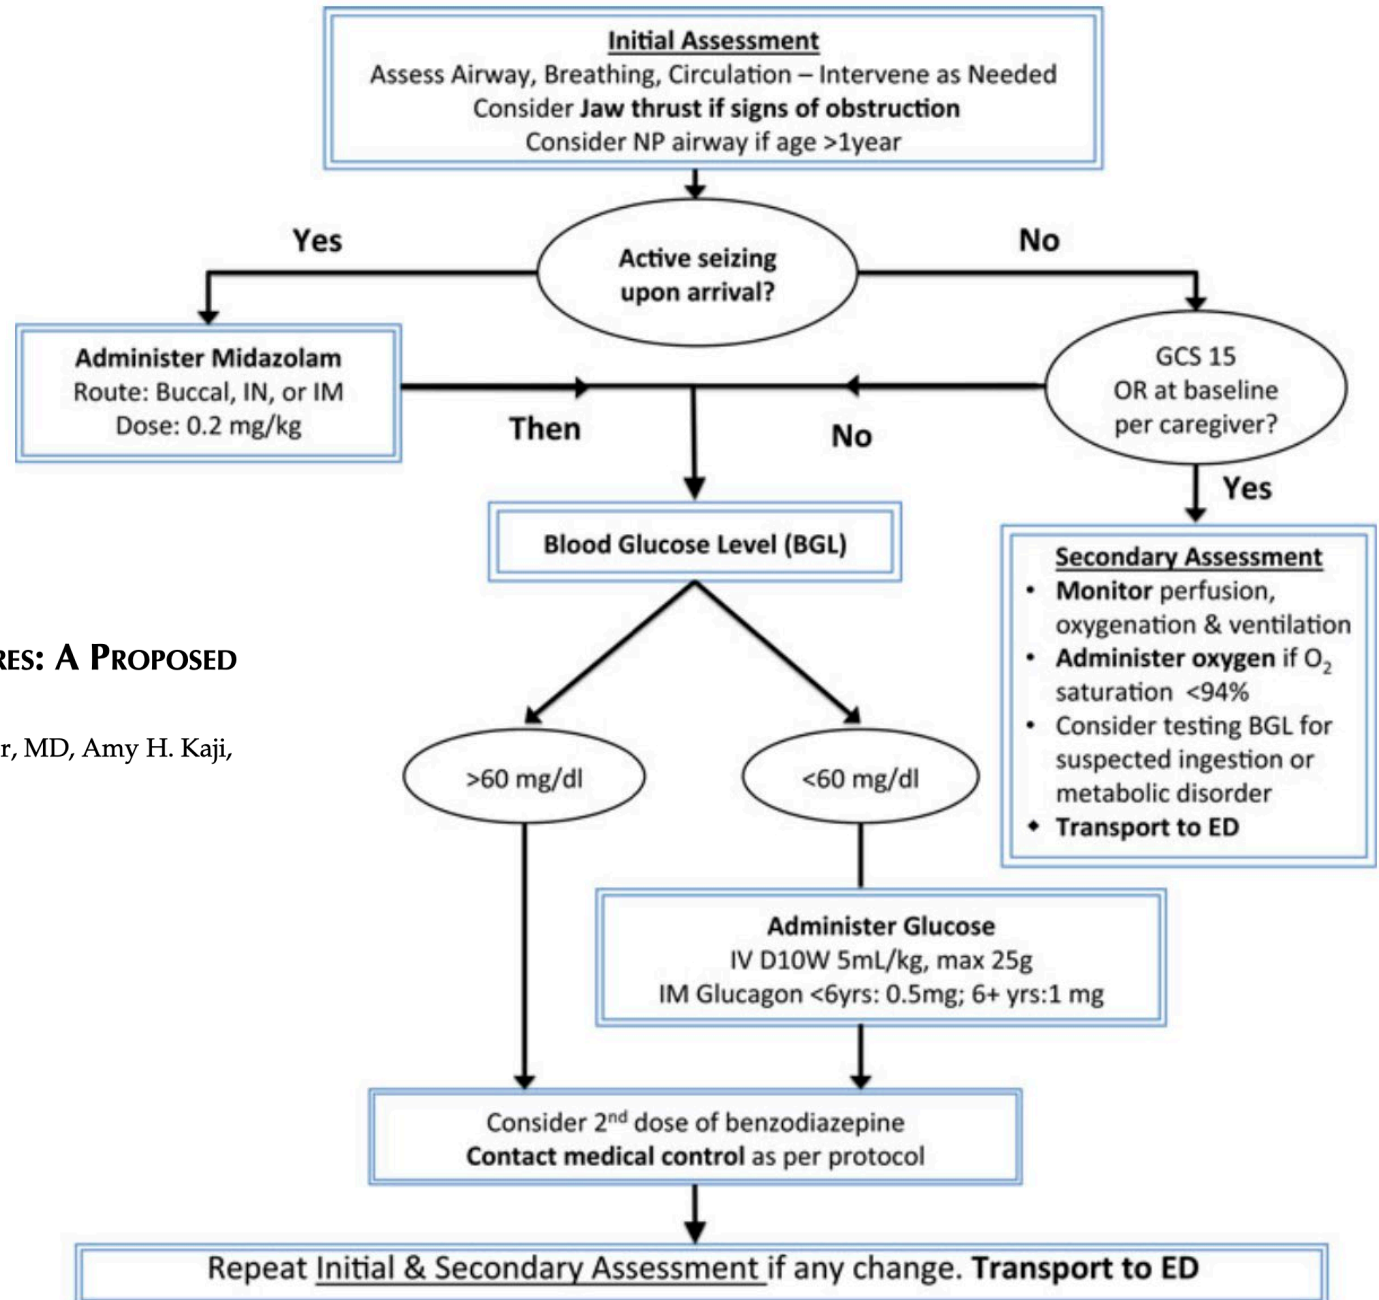 Initial Assessment
Assess Airway, Breathing, Circulation – Intervene as Needed
Consider Jaw thrust if signs of obstruction
Consider NP airway if age >1year
Yes
No
Active seizing
upon arrival?
Administer Midazolam
Route: Buccal, IN, or IM
Dose: 0.2 mg/kg
GCS 15
OR at baseline
per caregiver?
Then
No
Yes
Blood Glucose Level (BGL)
Secondary Assessment
• Monitor perfusion,
oxygenation & ventilation
• Administer oxygen if O₂
saturation <94%
• Consider testing BGL for
suspected ingestion or
metabolic disorder
◆ Transport to ED
RES: A PROPOSED
r, MD, Amy H. Kaji,
>60 mg/dl
<60 mg/dl
Administer Glucose
IV D10W 5mL/kg, max 25g
IM Glucagon <6yrs: 0.5mg; 6+ yrs:1 mg
Consider 2nd dose of benzodiazepine
Contact medical control as per protocol
Repeat Initial & Secondary Assessment if any change. Transport to ED